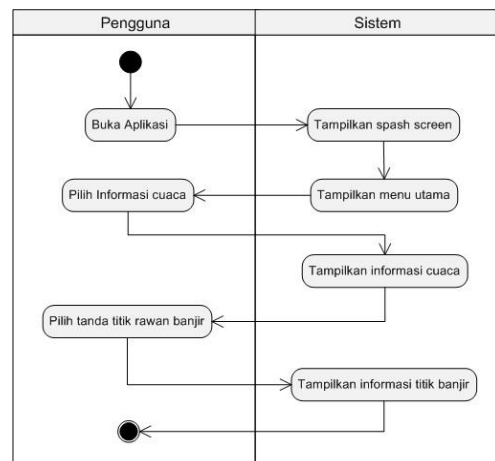 Pengguna
Sistem
Buka Aplikasi
Tampilkan spash screen
Pilih Informasi cuaca
Tampilkan menu utama
Tampilkan informasi cuaca
Pilih tanda titik rawan banjir
Tampilkan informasi titik banjir